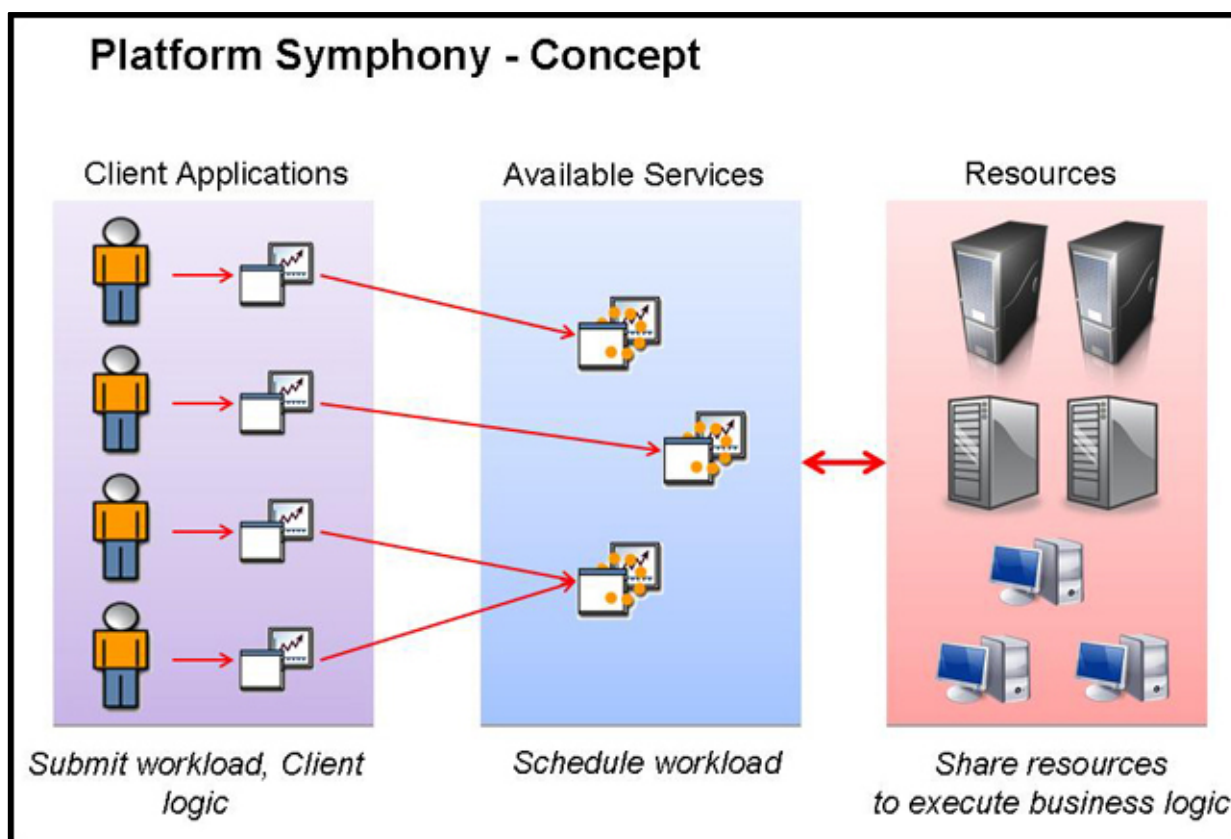 Platform Symphony - Concept
Client Applications
Available Services
Resources
Submit workload, Client
logic
Schedule workload
Share resources
to execute business logic